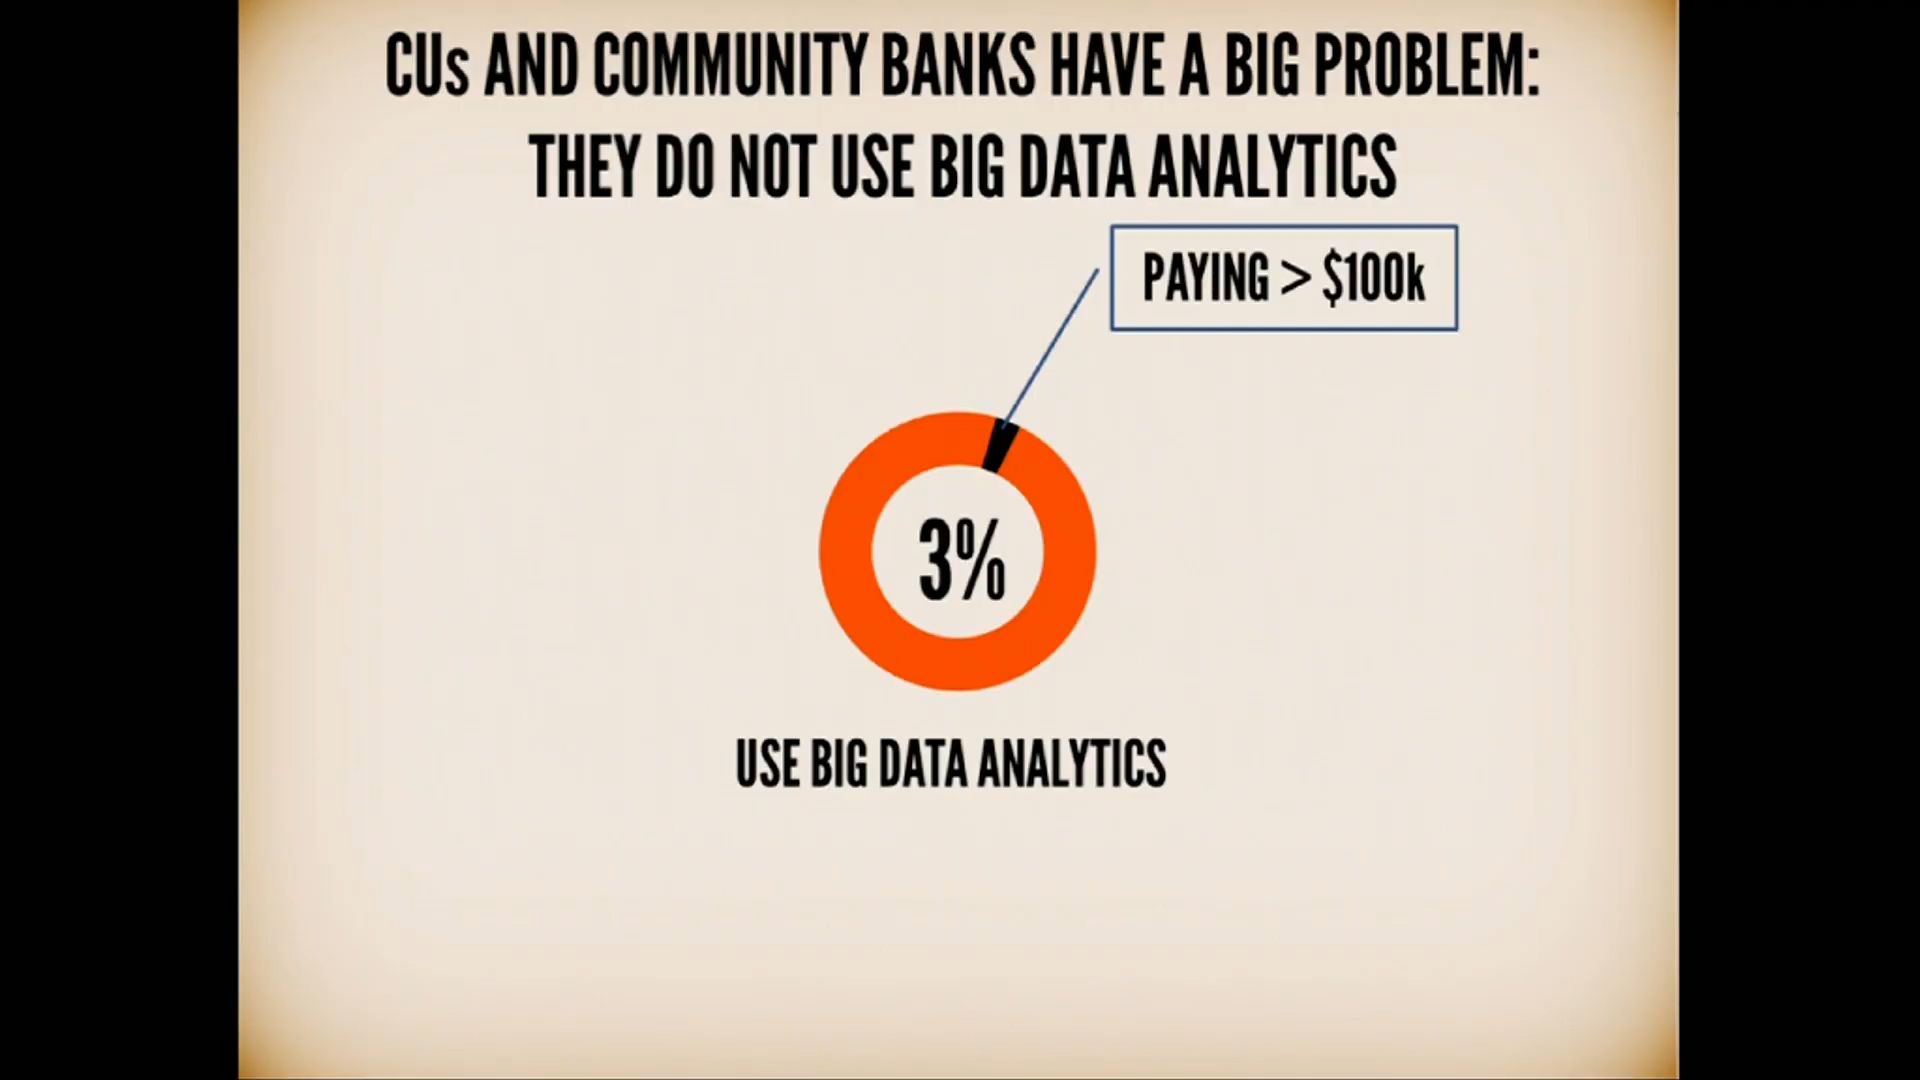 CUs AND COMMUNITY BANKS HAVE A BIG PROBLEM:
THEY DO NOT USE BIG DATA ANALYTICS
PAYING > $100k
3%
USE BIG DATA ANALYTICS